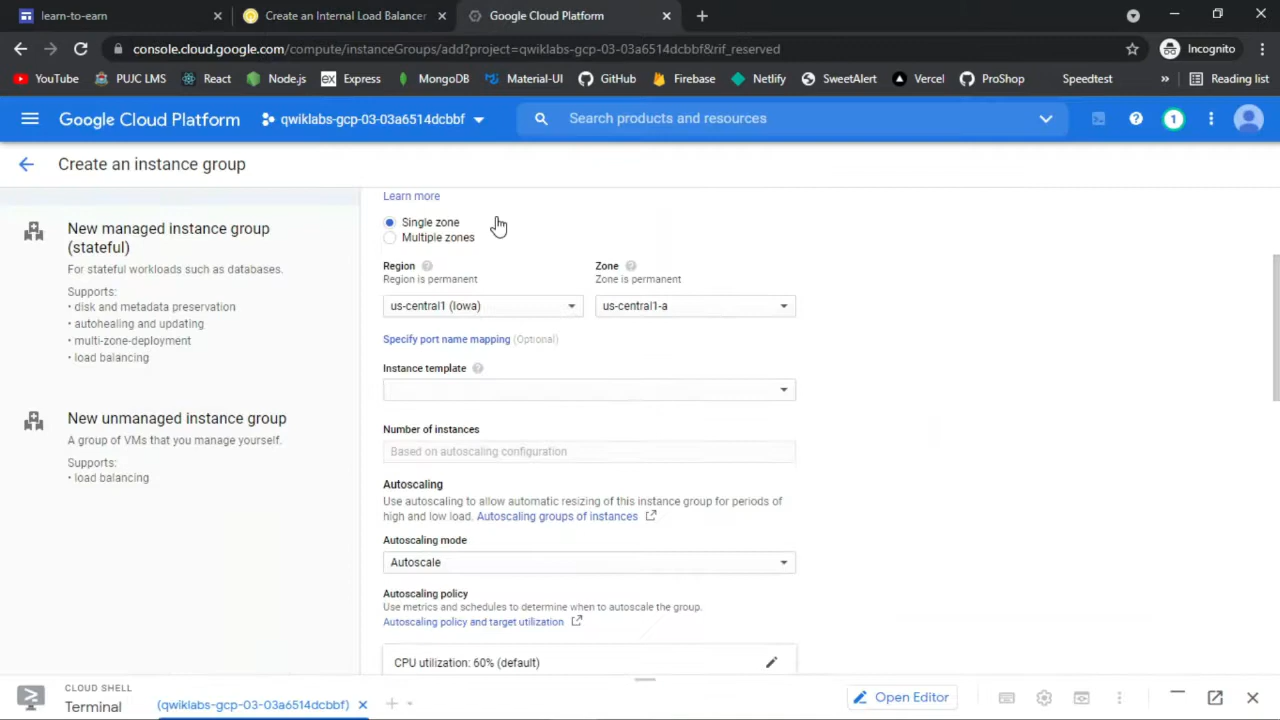 learn-to-earn
Create an Internal Load Balancer
Google Cloud Platform
console.cloud.google.com/compute/instanceGroups/add?project=qwiklabs-gcp-03-03a6514dcbbf&rif_reserved
Incognito
YouTube
PUJC LMS
React
Node.js
EX Express
MongoDB
Material-UI
GitHub
Firebase
Netlify
SweetAlert
Vercel
ProShop
Speedtest
»
Reading list
Google Cloud Platform
qwiklabs-gcp-03-03a6514dcbbf
Search products and resources
1
Create an instance group
New managed instance group
(stateful)
For stateful workloads such as databases.
Supports:
• disk and metadata preservation
• autohealing and updating
• multi-zone-deployment
• load balancing
New unmanaged instance group
A group of VMs that you manage yourself.
Supports:
• load balancing
Learn more
Single zone
Multiple zones
Region
Region is permanent
Zone
Zone is permanent
us-central1 (Iowa)
us-central1-a
Specify port name mapping (Optional)
Instance template
Number of instances
Based on autoscaling configuration
Autoscaling
Use autoscaling to allow automatic resizing of this instance group for periods of
high and low load. Autoscaling groups of instances
Autoscaling mode
Autoscale
Autoscaling policy
Use metrics and schedules to determine when to autoscale the group.
Autoscaling policy and target utilization
CPU utilization: 60% (default)
CLOUD SHELL
Terminal
(qwiklabs-gcp-03-03a6514dcbbf)
Open Editor